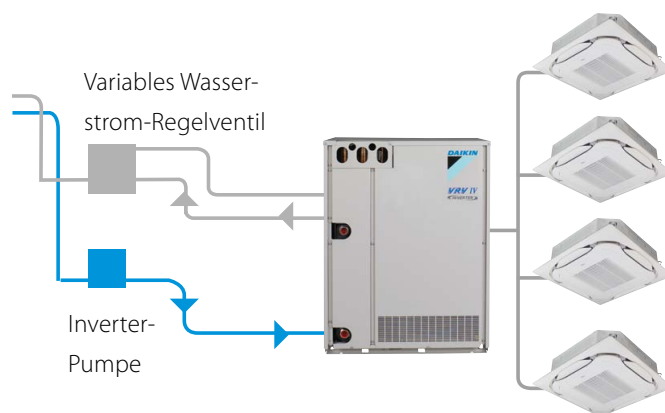 Variables Wasser-
strom-Regelventil
DAIKIN
VRV IV
Inverter-
Pumpe